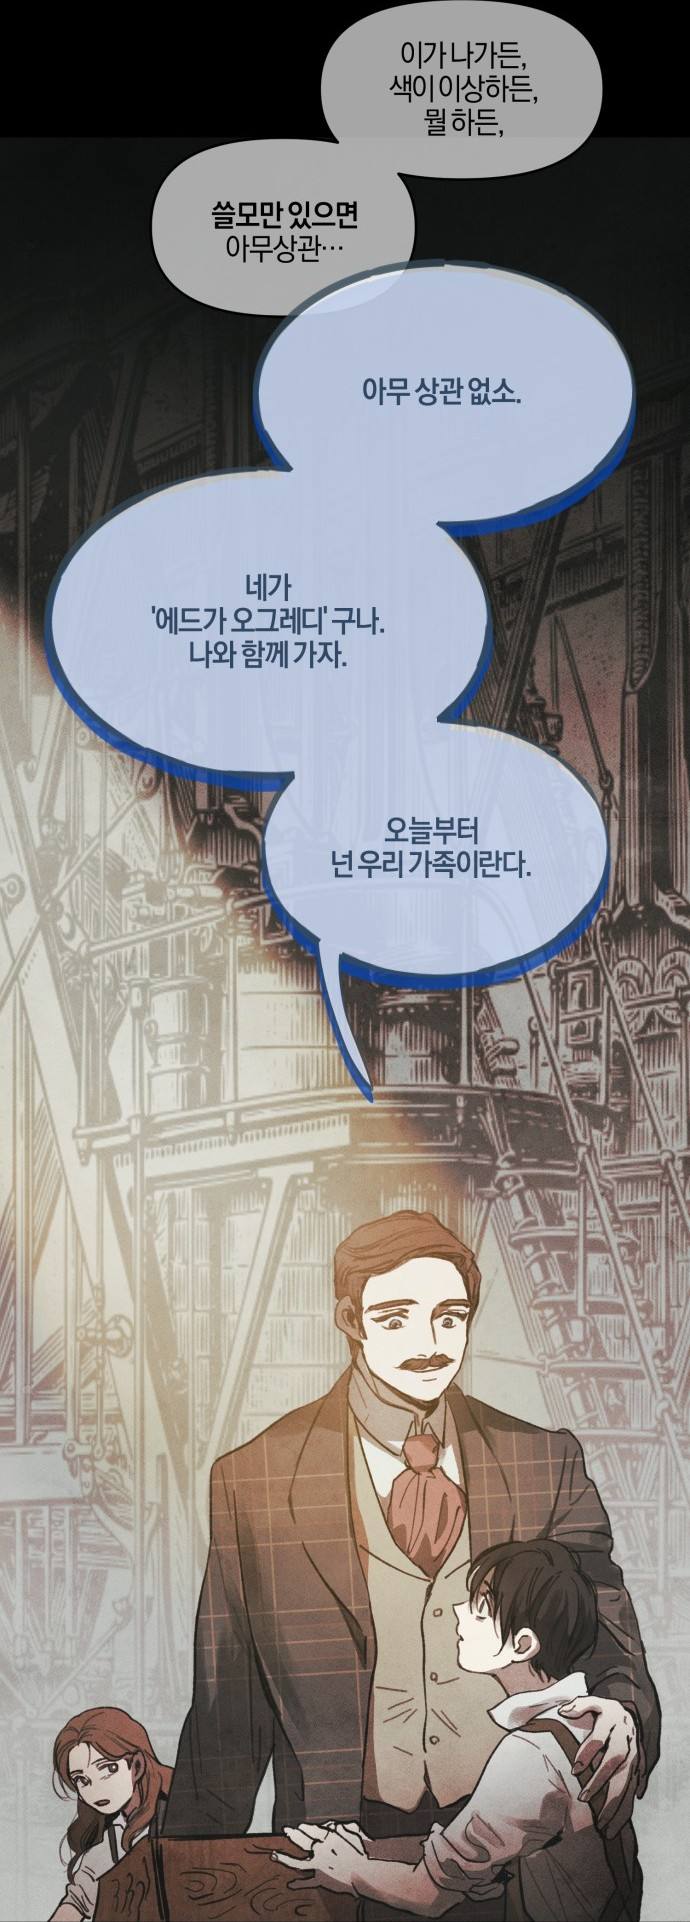 이가 나가든,
색이 이상하든,
뭘 하든,
쓸모만 있으면
아무상관…
아무 상관 없소.
네가
'에드가 오그레디' 구나.
나와 함께 가자.
오늘부터
넌 우리 가족이란다.